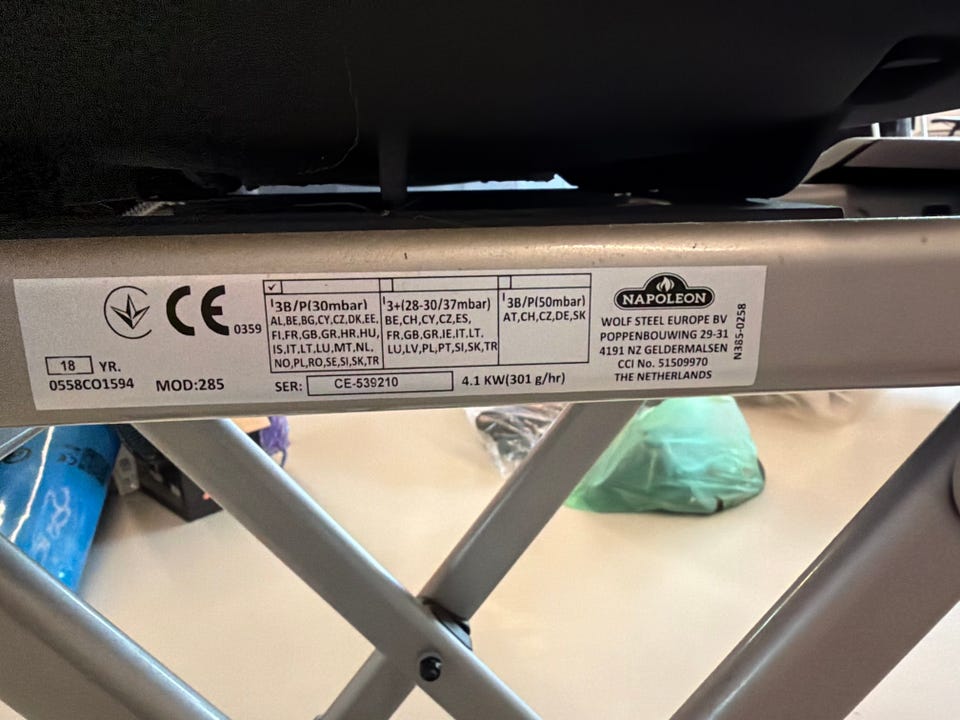 CE 0359
18 YR.
0558CO1594 MOD:285
✓
I3B/P(30mbar)
AL,BE,BG,CY,CZ,DK,EE,
FI,FR,GB,GR,HR,HU,
IS,IT,LT,LU,MT,NL,
NO,PL,RO,SE,SI,SK,TR
I3+(28-30/37mbar)
BE,CH,CY,CZ,ES,
FR,GB,GR,IE,IT,LT,
LU,LV,PL,PT,SI,SK,TR
I3B/P(50mbar)
AT,CH,CZ,DE,SK
SER: CE-539210 4.1 KW(301 g/hr)
NAPOLEON
WOLF STEEL EUROPE BV
POPPENBOUWING 29-31
4191 NZ GELDERMALSEN
CCI No. 51509970
THE NETHERLANDS
N385-0258